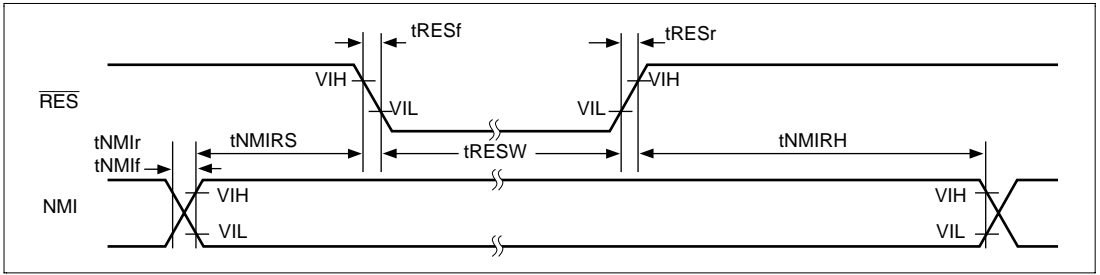 tRESf
tRESr
VIH
VIH
RES
VIL
VIL
tNMIr
tNMIf
tNMIRS
tRESW
tNMIRH
VIH
VIH
NMI
VIL
VIL